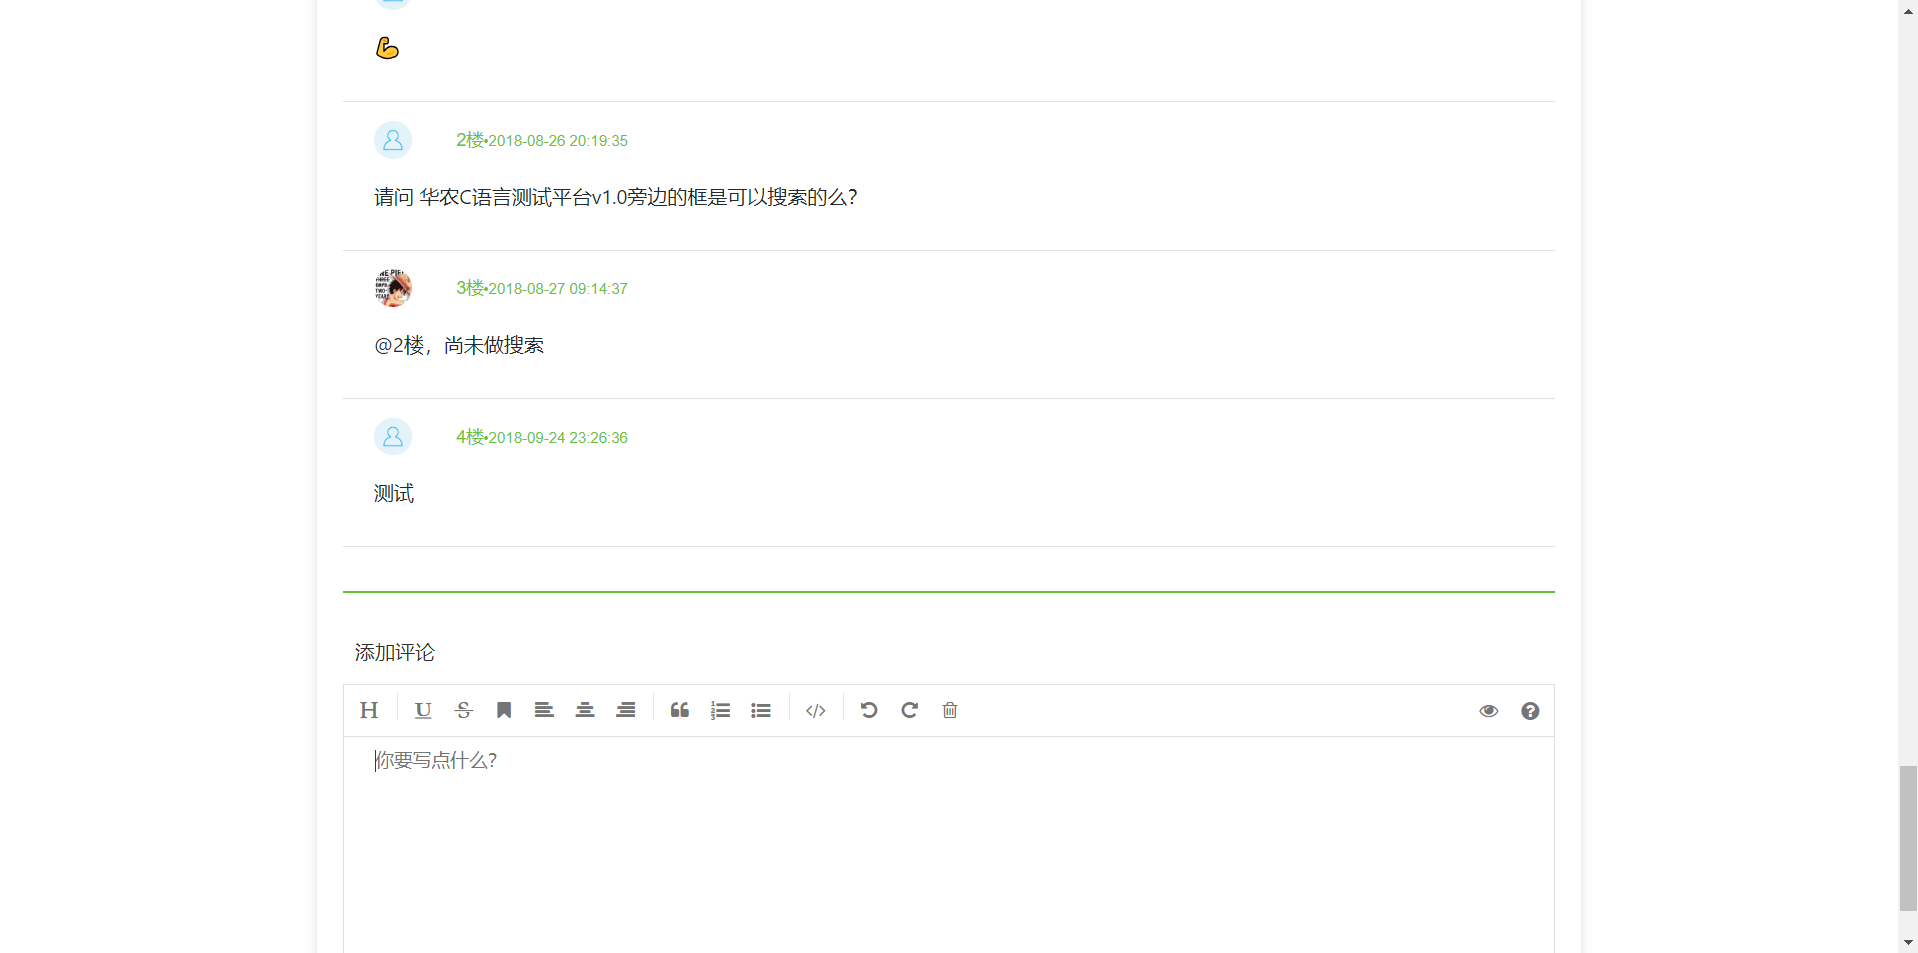 💪
2楼•2018-08-26 20:19:35
请问 华农C语言测试平台v1.0旁边的框是可以搜索的么？
3楼•2018-08-27 09:14:37
@2楼，尚未做搜索
4楼•2018-09-24 23:26:36
测试
添加评论
H U S </>
你要写点什么？